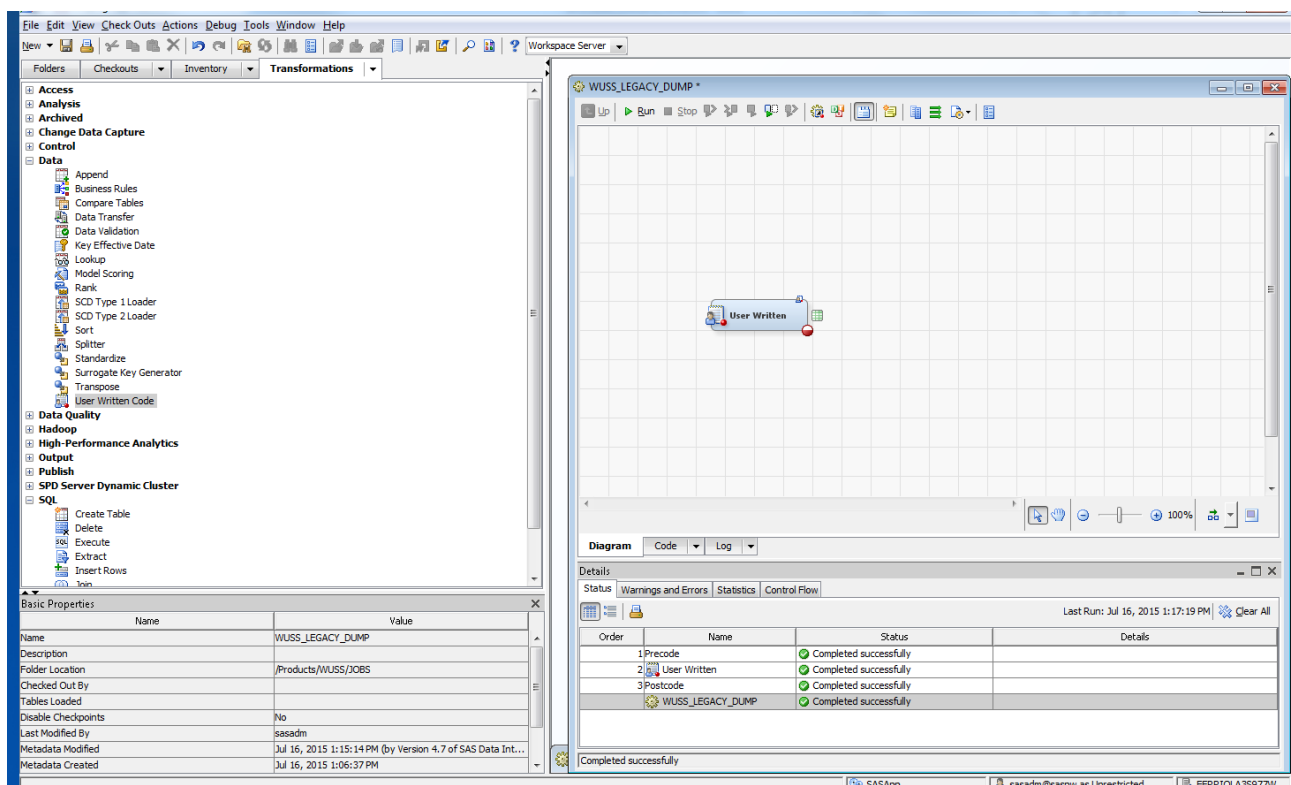 File Edit View Check Outs Actions Debug Tools Window Help
New Workspace Server
Folders Checkouts Inventory Transformations
Access
Analysis
Archived
Change Data Capture
Control
Data
Append
Business Rules
Compare Tables
Data Transfer
Data Validation
Key Effective Date
Lookup
Model Scoring
Rank
SCD Type 1 Loader
SCD Type 2 Loader
Sort
Splitter
Standardize
Surrogate Key Generator
Transpose
User Written Code
Data Quality
Hadoop
High-Performance Analytics
Output
Publish
SPD Server Dynamic Cluster
SQL
Create Table
Delete
Execute
Extract
Insert Rows
Join
Basic Properties
Name Value
Name WUSS_LEGACY_DUMP
Description
Folder Location /Products/WUSS/JOBS
Checked Out By
Tables Loaded
Disable Checkpoints No
Last Modified By sasadm
Metadata Modified Jul 16, 2015 1:15:14 PM (by Version 4.7 of SAS Data Int...
Metadata Created Jul 16, 2015 1:06:37 PM
WUSS_LEGACY_DUMP *
Up Run Stop
User Written
100%
Diagram Code Log
Details
Status Warnings and Errors Statistics Control Flow
Last Run: Jul 16, 2015 1:17:19 PM Clear All
Order Name Status Details
1 Precode Completed successfully
2 User Written Completed successfully
3 Postcode Completed successfully
WUSS_LEGACY_DUMP Completed successfully
Completed successfully
SASApp sasadm@saspw as Unrestricted